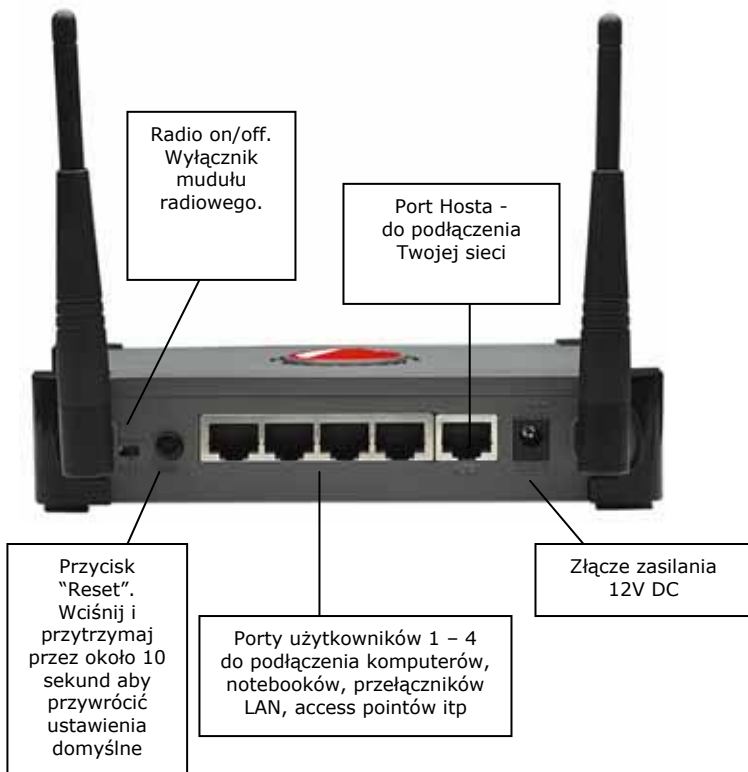 Radio on/off.
Wyłącznik
mudułu
radiowego.
Port Hosta -
do podłączenia
Twojej sieci
Przycisk
“Reset”.
Wciśnij i
przytrzymaj
przez około 10
sekund aby
przywrócić
ustawienia
domyślne
Porty użytkowników 1 – 4
do podłączenia komputerów,
notebooków, przełączników
LAN, access pointów itp
Złącze zasilania
12V DC